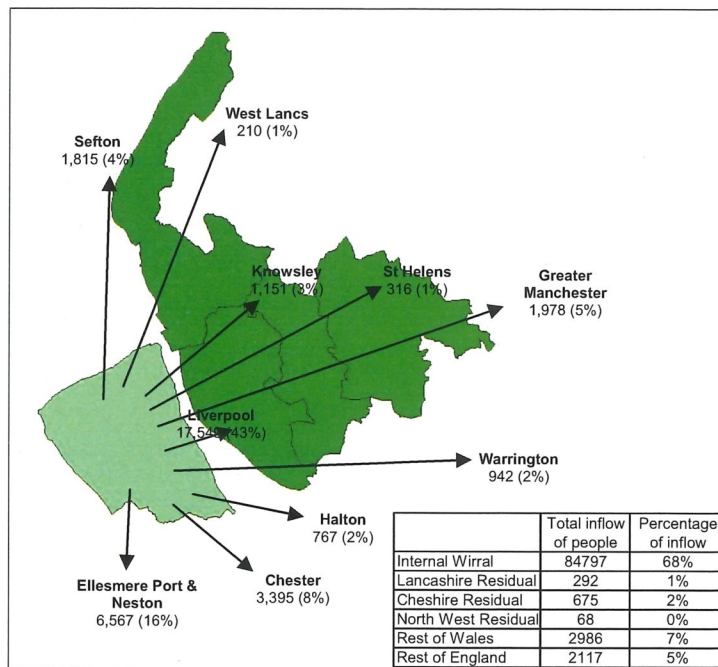 West Lancs
210 (1%)
Sefton
1,815 (4%)
Knowsley
1,151 (3%)
St Helens
316 (1%)
Greater
Manchester
1,978 (5%)
Liverpool
(43%)
Warrington
942 (2%)
Halton
767 (2%)
Chester
3,395 (8%)
Ellesmere Port &
Neston
6,567 (16%)
Total inflow of people Percentage of inflow
Internal Wirral 84797 68%
Lancashire Residual 292 1%
Cheshire Residual 675 2%
North West Residual 68 0%
Rest of Wales 2986 7%
Rest of England 2117 5%